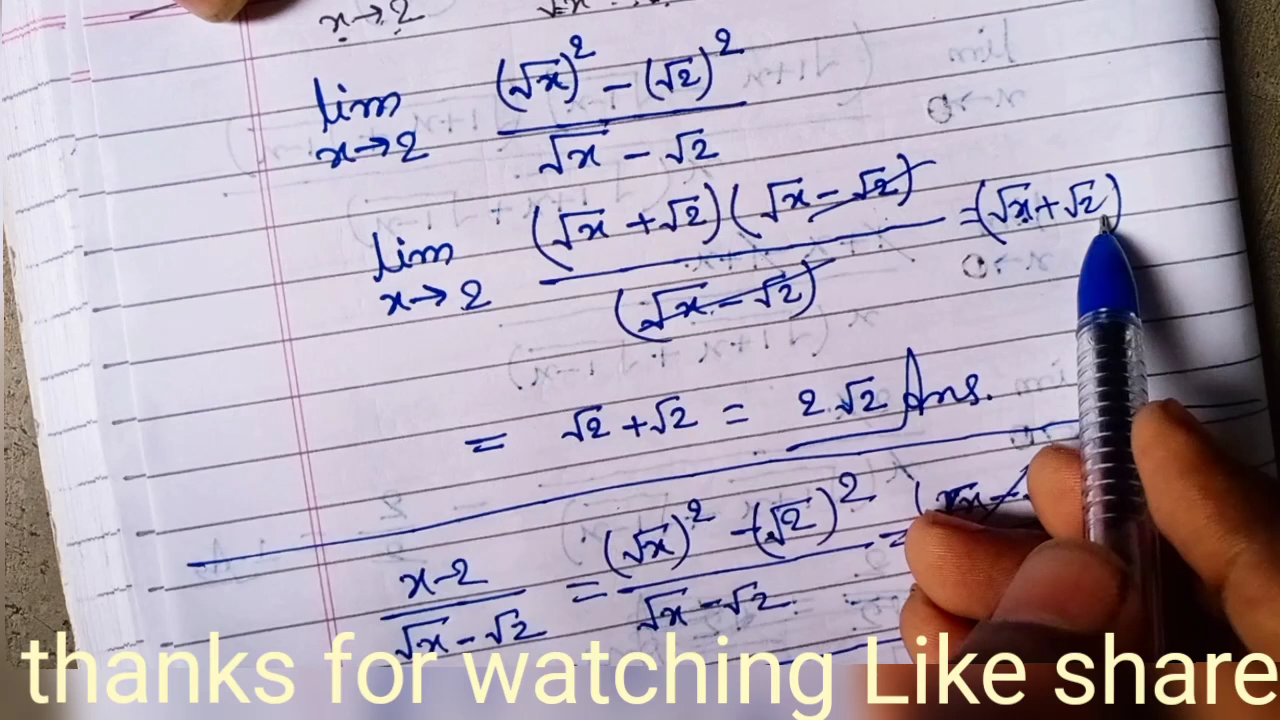 x→2
lim (√x)² − (√2)²
x→2 √x − √2
lim (√x + √2)(√x − √2) = (√x + √2)
x→2 (√x − √2)
= √2 + √2 = 2√2 Ans.
x-2 = (√x)² − (√2)² =
√x − √2 √x − √2
thanks for watching Like share